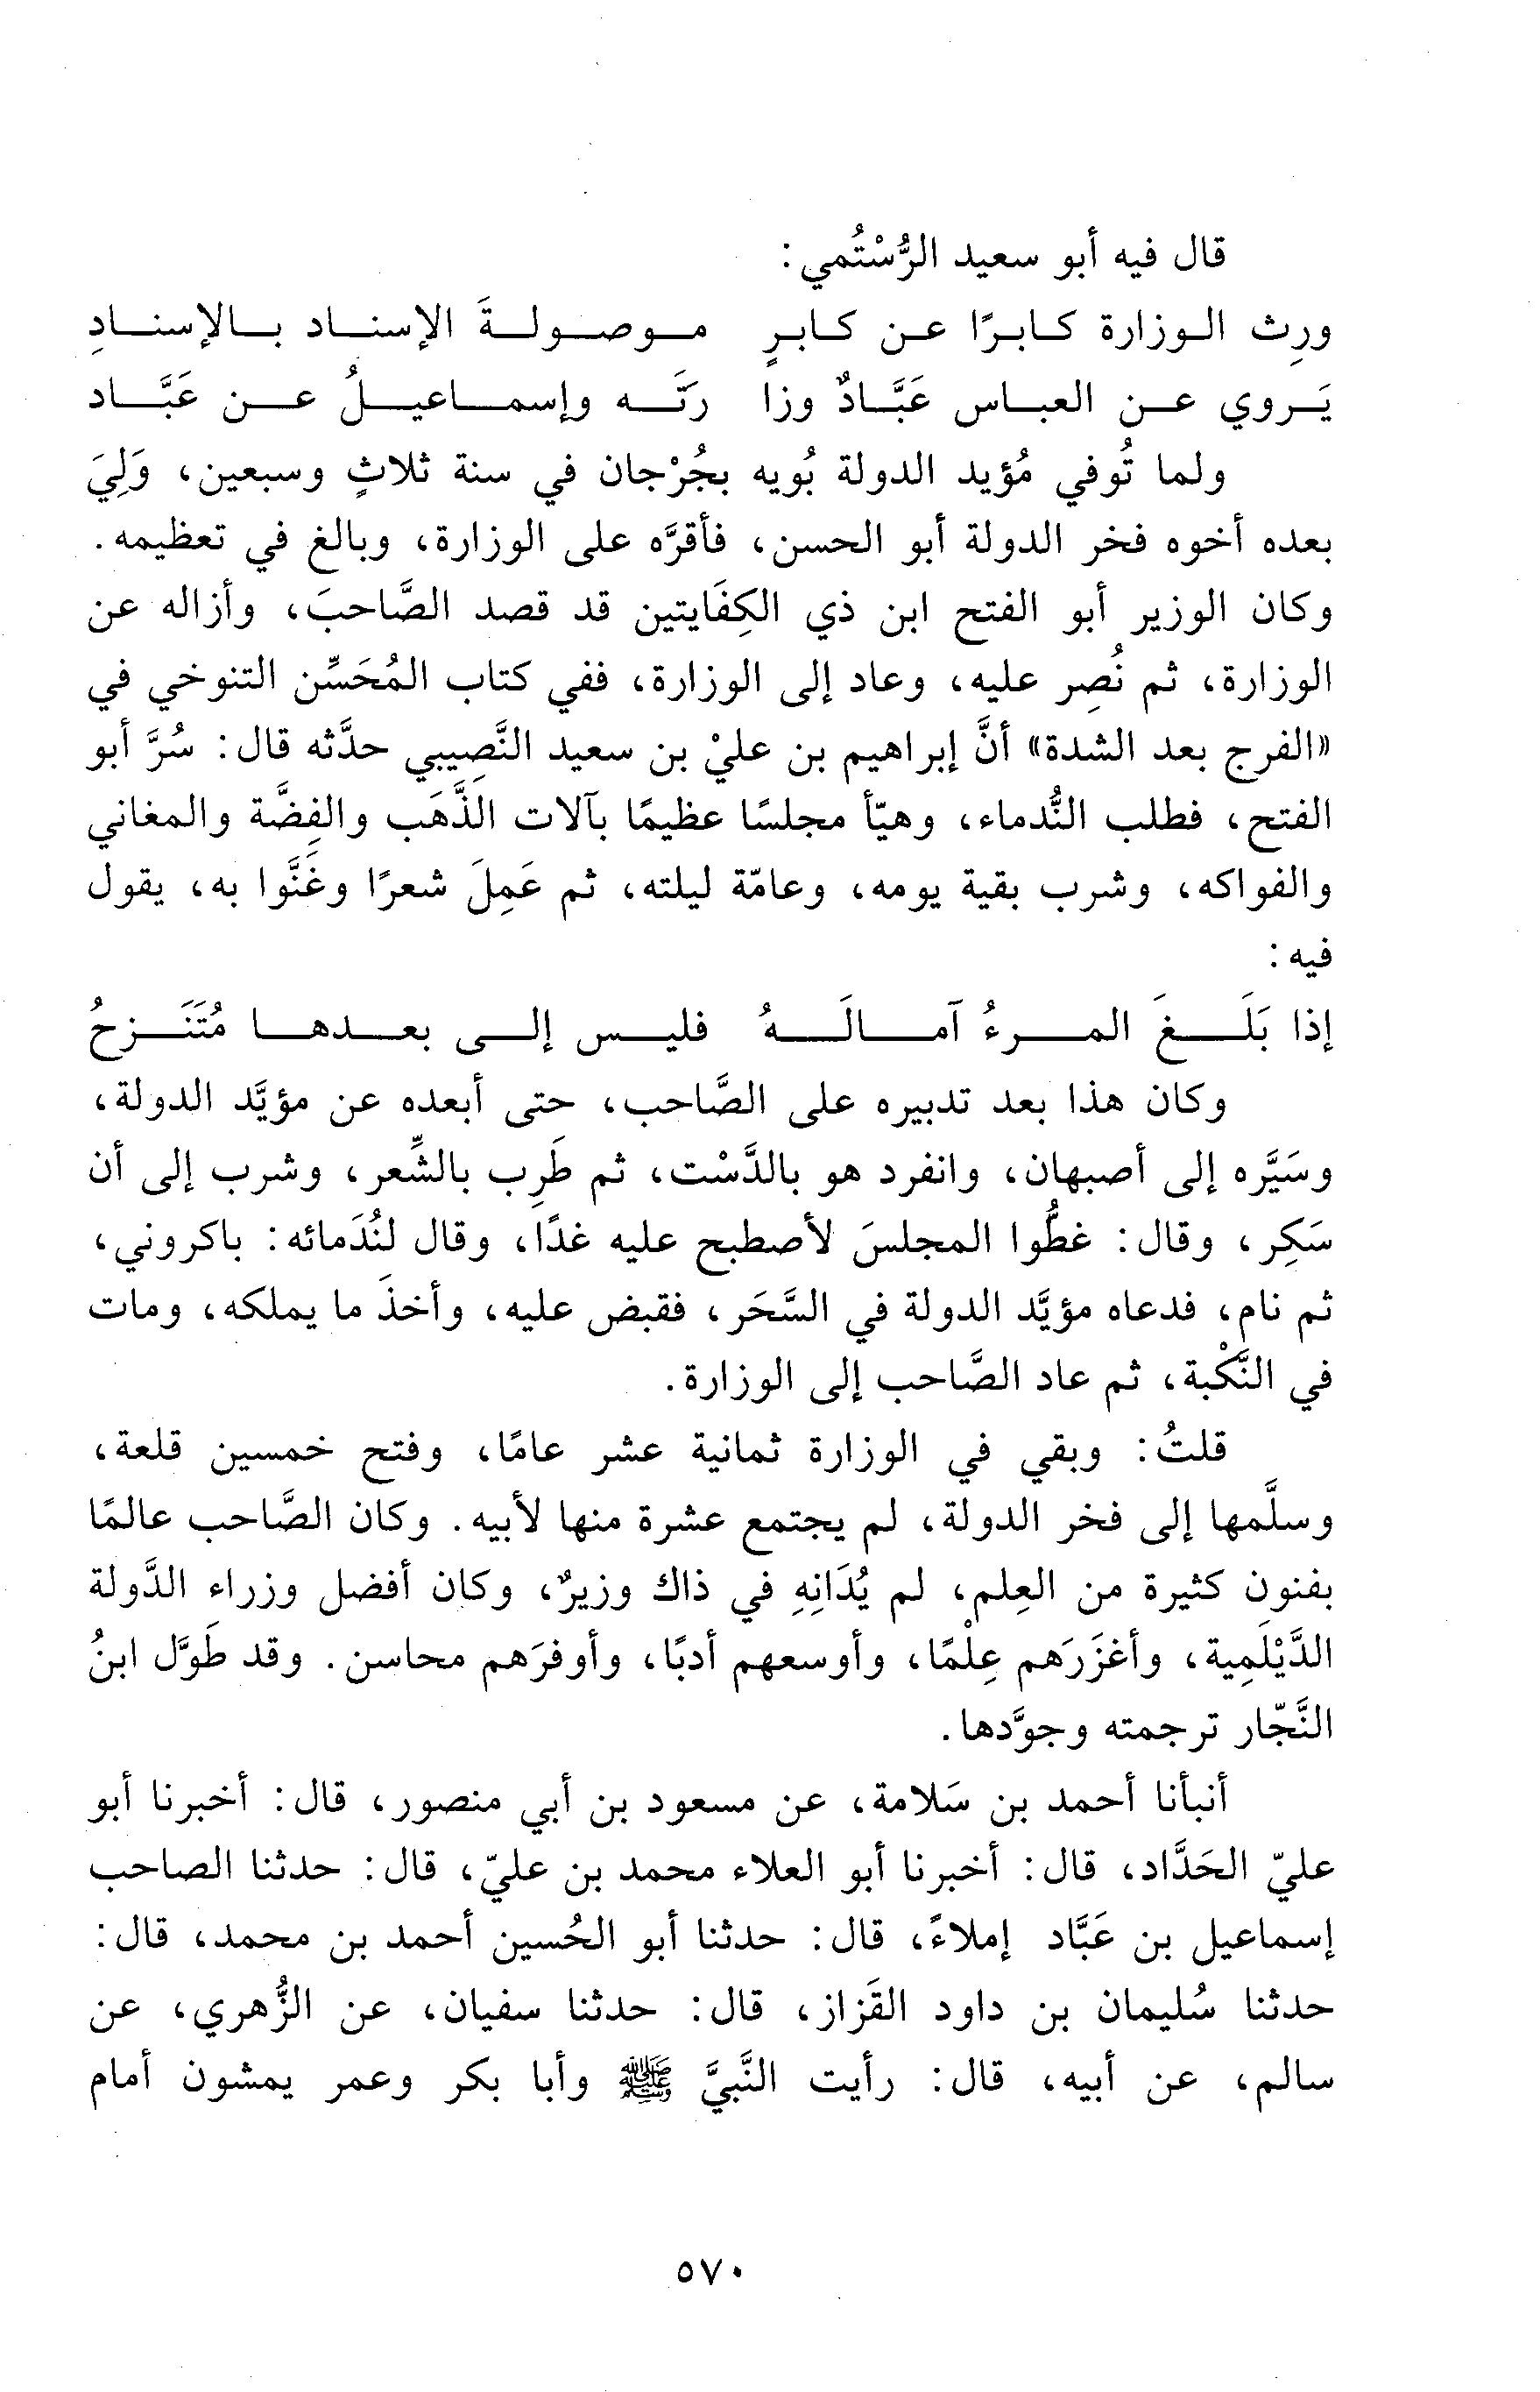 قال فيه أبو سعيد الرُّسْتُمي:
ورِث الوزارة كابرًا عن كابرٍ موصولةَ الإسناد بالإسنادِ
يَروي عن العباس عَبَّادٌ وزا رتَه وإسماعيلُ عن عَبَّاد
ولما تُوفي مُؤيد الدولة بُويه بجُرْجان في سنة ثلاثٍ وسبعين، وَلِيَ
بعده أخوه فخر الدولة أبو الحسن، فأقرَّه على الوزارة، وبالغ في تعظيمه.
وكان الوزير أبو الفتح ابن ذي الكِفَايتين قد قصد الصَّاحبَ، وأزاله عن
الوزارة، ثم نُصِر عليه، وعاد إلى الوزارة، ففي كتاب المُحَسِّن التنوخي في
«الفرج بعد الشدة» أنَّ إبراهيم بن عليْ بن سعيد النَّصِيبي حدَّثه قال: سُرَّ أبو
الفتح، فطلب النُّدماء، وهيّأ مجلسًا عظيمًا بآلات الذَّهَب والفِضَّة والمغاني
والفواكه، وشرب بقية يومه، وعامّة ليلته، ثم عَمِلَ شعرًا وغَنَّوا به، يقول
فيه:
إذا بَلَغَ المرءُ آمالَهُ فليس إلى بعدها مُتَنَزحُ
وكان هذا بعد تدبيره على الصَّاحب، حتى أبعده عن مؤيَّد الدولة،
وسَيَّره إلى أصبهان، وانفرد هو بالدَّسْت، ثم طَرِب بالشِّعر، وشرب إلى أن
سَكِر، وقال: غطُّوا المجلسَ لأصطبح عليه غدًا، وقال لنُدَمائه: باكروني،
ثم نام، فدعاه مؤيَّد الدولة في السَّحَر، فقبض عليه، وأخذَ ما يملكه، ومات
في النَّكْبة، ثم عاد الصَّاحب إلى الوزارة.
قلتُ: وبقي في الوزارة ثمانية عشر عامًا، وفتح خمسين قلعة،
وسلَّمها إلى فخر الدولة، لم يجتمع عشرة منها لأبيه. وكان الصَّاحب عالمًا
بفنون كثيرة من العِلم، لم يُدَانِهِ في ذاك وزيرٌ، وكان أفضل وزراء الدَّولة
الدَّيْلَمِية، وأغزَرَهم عِلْمًا، وأوسعهم أدبًا، وأوفرَهم محاسن. وقد طَوَّل ابنُ
النَّجّار ترجمته وجوَّدها.
أنبأنا أحمد بن سَلامة، عن مسعود بن أبي منصور، قال: أخبرنا أبو
عليّ الحَدَّاد، قال: أخبرنا أبو العلاء محمد بن عليّ، قال: حدثنا الصاحب
إسماعيل بن عَبَّاد إملاءً، قال: حدثنا أبو الحُسين أحمد بن محمد، قال:
حدثنا سُليمان بن داود القَزاز، قال: حدثنا سفيان، عن الزُّهري، عن
سالم، عن أبيه، قال: رأيت النَّبيَّ ﷺ وأبا بكر وعمر يمشون أمام
٥٧٠